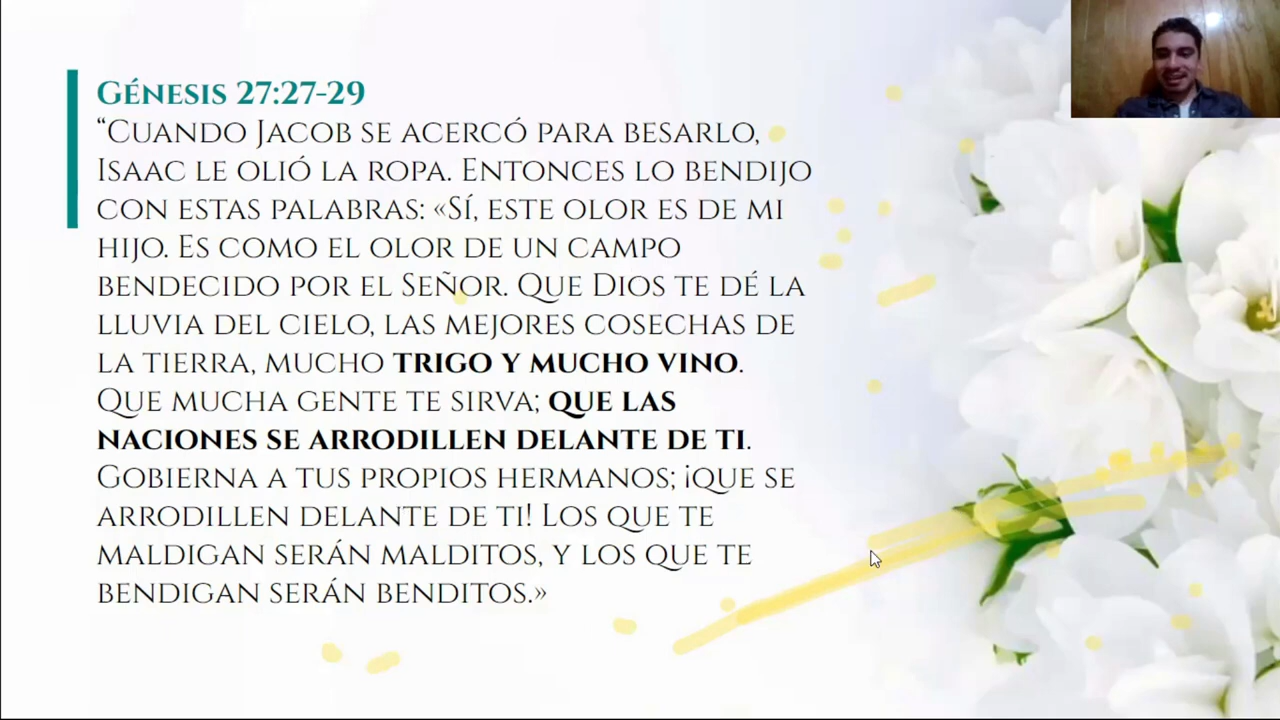 Génesis 27:27-29
“Cuando Jacob se acercó para besarlo,
Isaac le olió la ropa. Entonces lo bendijo
con estas palabras: «Sí, este olor es de mi
hijo. Es como el olor de un campo
bendecido por el Señor. Que Dios te dé la
lluvia del cielo, las mejores cosechas de
la tierra, mucho trigo y mucho vino.
Que mucha gente te sirva; que las
naciones se arrodillen delante de ti.
Gobierna a tus propios hermanos; ¡que se
arrodillen delante de ti! Los que te
maldigan serán malditos, y los que te
bendigan serán benditos.»